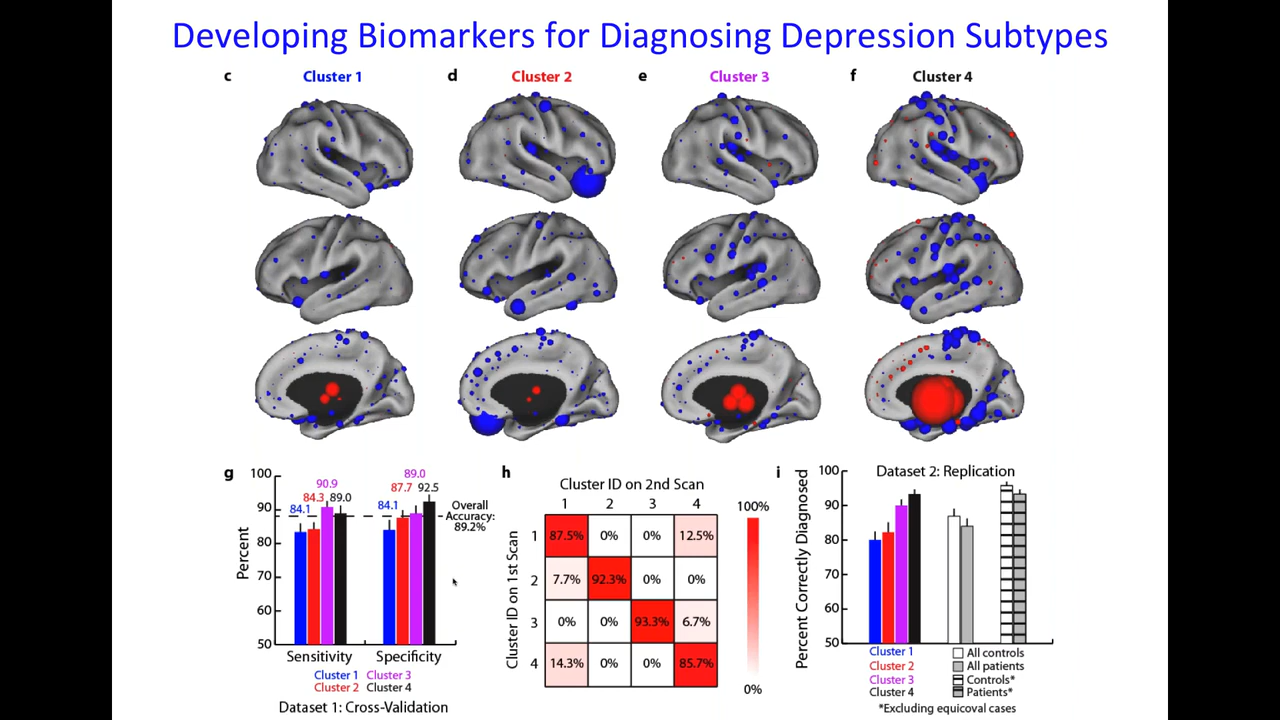 Developing Biomarkers for Diagnosing Depression Subtypes
c Cluster 1
d Cluster 2
e Cluster 3
f Cluster 4
g
100
90
80
70
60
50
Percent
84.1
84.3
90.9
89.0
84.1
87.7
89.0
92.5
Overall
Accuracy:
89.2%
Sensitivity
Specificity
Cluster 1
Cluster 3
Cluster 2
Cluster 4
Dataset 1: Cross-Validation
h
Cluster ID on 2nd Scan
1 2 3 4
Cluster ID on 1st Scan
1 87.5% 0% 0% 12.5%
2 7.7% 92.3% 0% 0%
3 0% 0% 93.3% 6.7%
4 14.3% 0% 0% 85.7%
100%
0%
i
Dataset 2: Replication
Percent Correctly Diagnosed
100
90
80
70
60
50
Cluster 1
Cluster 2
Cluster 3
Cluster 4
All controls
All patients
Controls*
Patients*
*Excluding equicoval cases